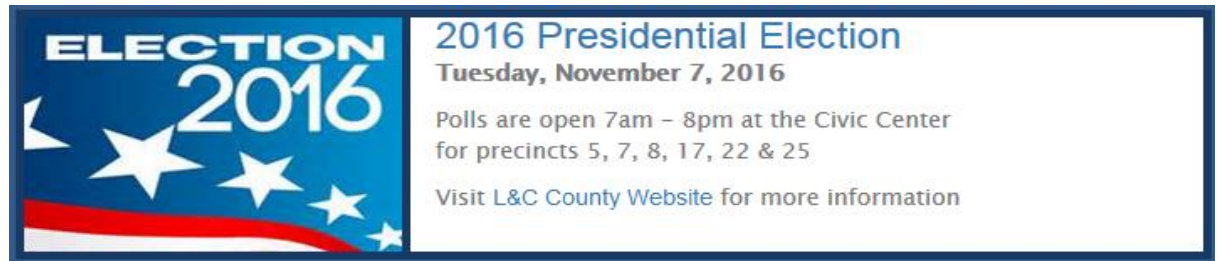 ELECTION
2016
2016 Presidential Election
Tuesday, November 7, 2016
Polls are open 7am – 8pm at the Civic Center
for precincts 5, 7, 8, 17, 22 & 25
Visit L&C County Website for more information